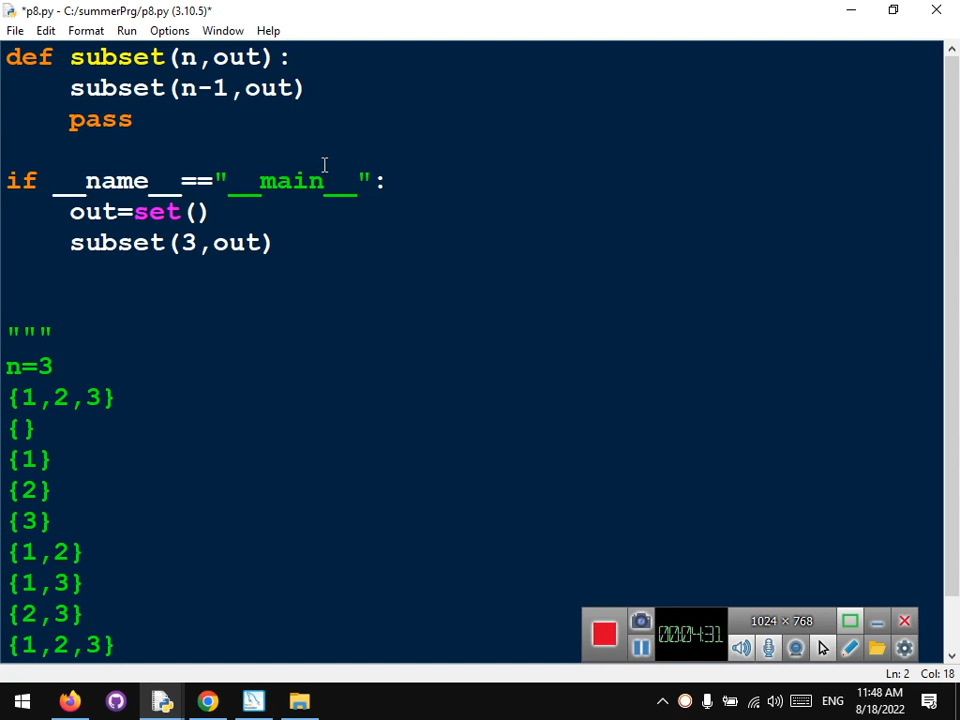 *p8.py - C:/summerPrg/p8.py (3.10.5)*
File Edit Format Run Options Window Help
def subset(n,out):
    subset(n-1,out)
    pass
if __name__=="__main__":
    out=set()
    subset(3,out)
"""
n=3
{1,2,3}
{}
{1}
{2}
{3}
{1,2}
{1,3}
{2,3}
{1,2,3}
00:04:31
1024 × 768
Ln: 2 Col: 18
ENG
11:48 AM
8/18/2022